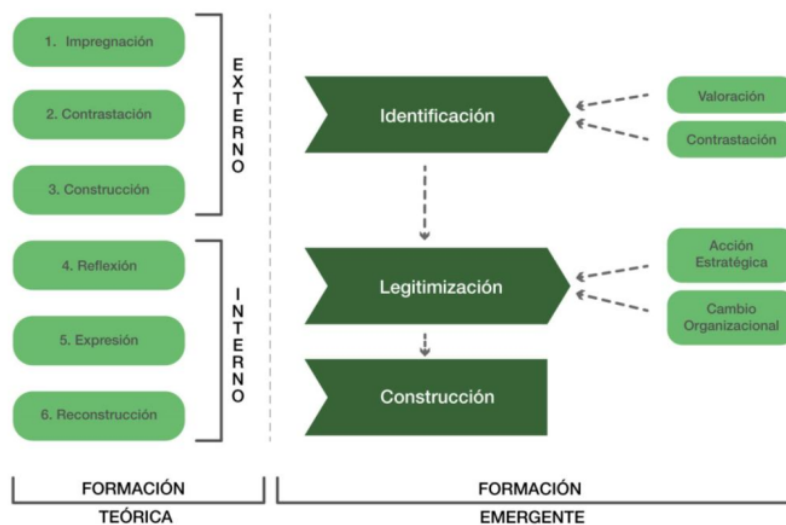 1. Impregnación
2. Contrastación
3. Construcción
EXTERNO
4. Reflexión
5. Expresión
6. Reconstrucción
INTERNO
FORMACIÓN
TEÓRICA
Identificación
Valoración
Contrastación
Legitimización
Acción
Estratégica
Cambio
Organizacional
Construcción
FORMACIÓN
EMERGENTE